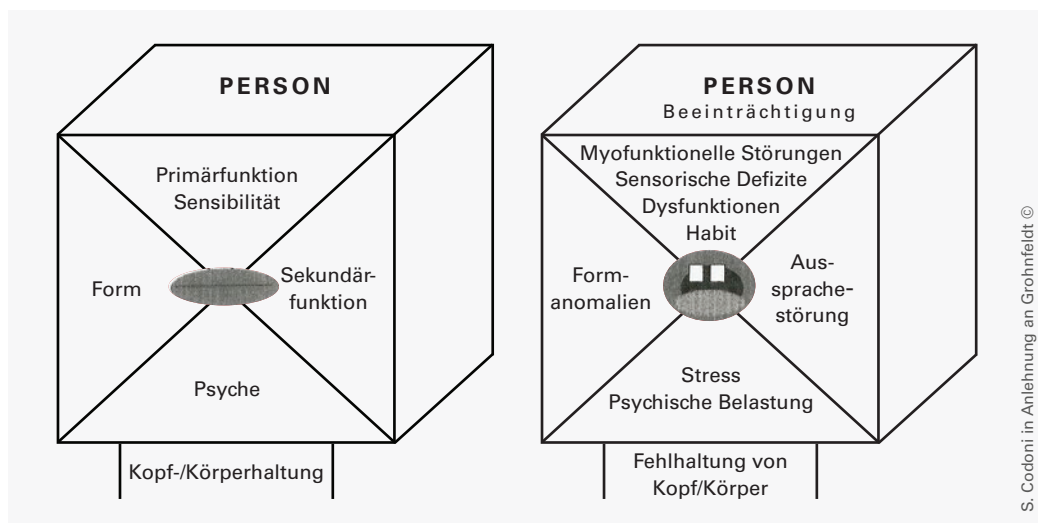 PERSON
Primärfunktion
Sensibilität
Form
Sekundär-
funktion
Psyche
Kopf-/Körperhaltung
PERSON
Beeinträchtigung
Myofunktionelle Störungen
Sensorische Defizite
Dysfunktionen
Habit
Form-
anomalien
Aus-
sprache-
störung
Stress
Psychische Belastung
Fehlhaltung von
Kopf/Körper
S. Codoni in Anlehnung an Grohnfeldt ©